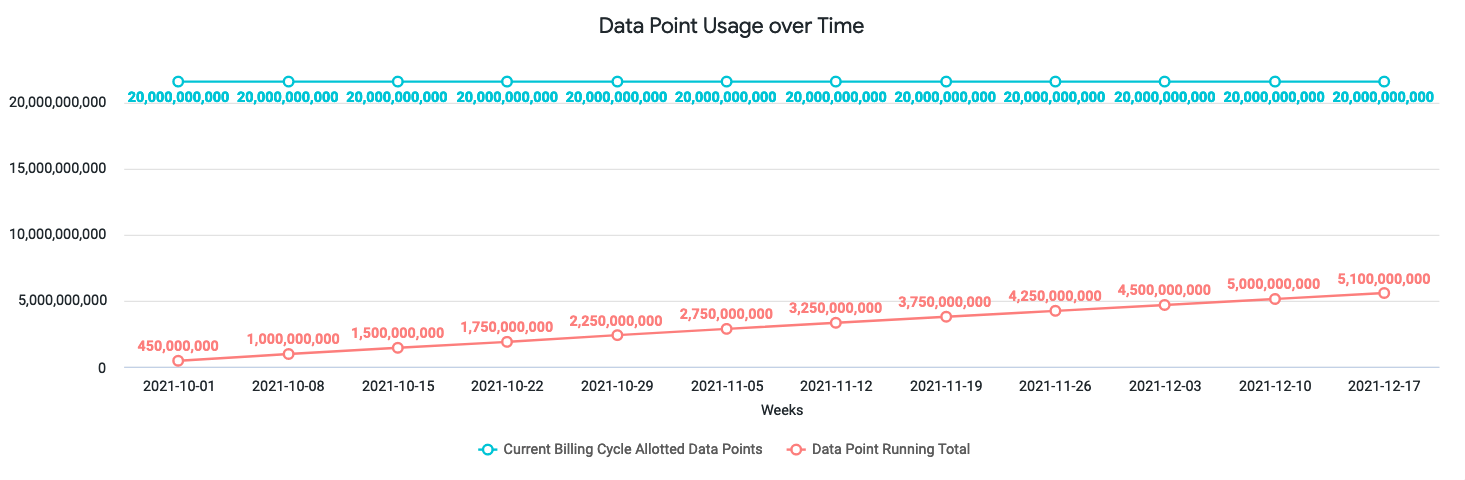 Data Point Usage over Time
20,000,000,000 20,000,000,000 20,000,000,000 20,000,000,000 20,000,000,000 20,000,000,000 20,000,000,000 20,000,000,000 20,000,000,000 20,000,000,000 20,000,000,000 20,000,000,000
20,000,000,000
15,000,000,000
10,000,000,000
5,000,000,000
0
450,000,000 1,000,000,000 1,500,000,000 1,750,000,000 2,250,000,000 2,750,000,000 3,250,000,000 3,750,000,000 4,250,000,000 4,500,000,000 5,000,000,000 5,100,000,000
2021-10-01 2021-10-08 2021-10-15 2021-10-22 2021-10-29 2021-11-05 2021-11-12 2021-11-19 2021-11-26 2021-12-03 2021-12-10 2021-12-17
Weeks
Current Billing Cycle Allotted Data Points Data Point Running Total